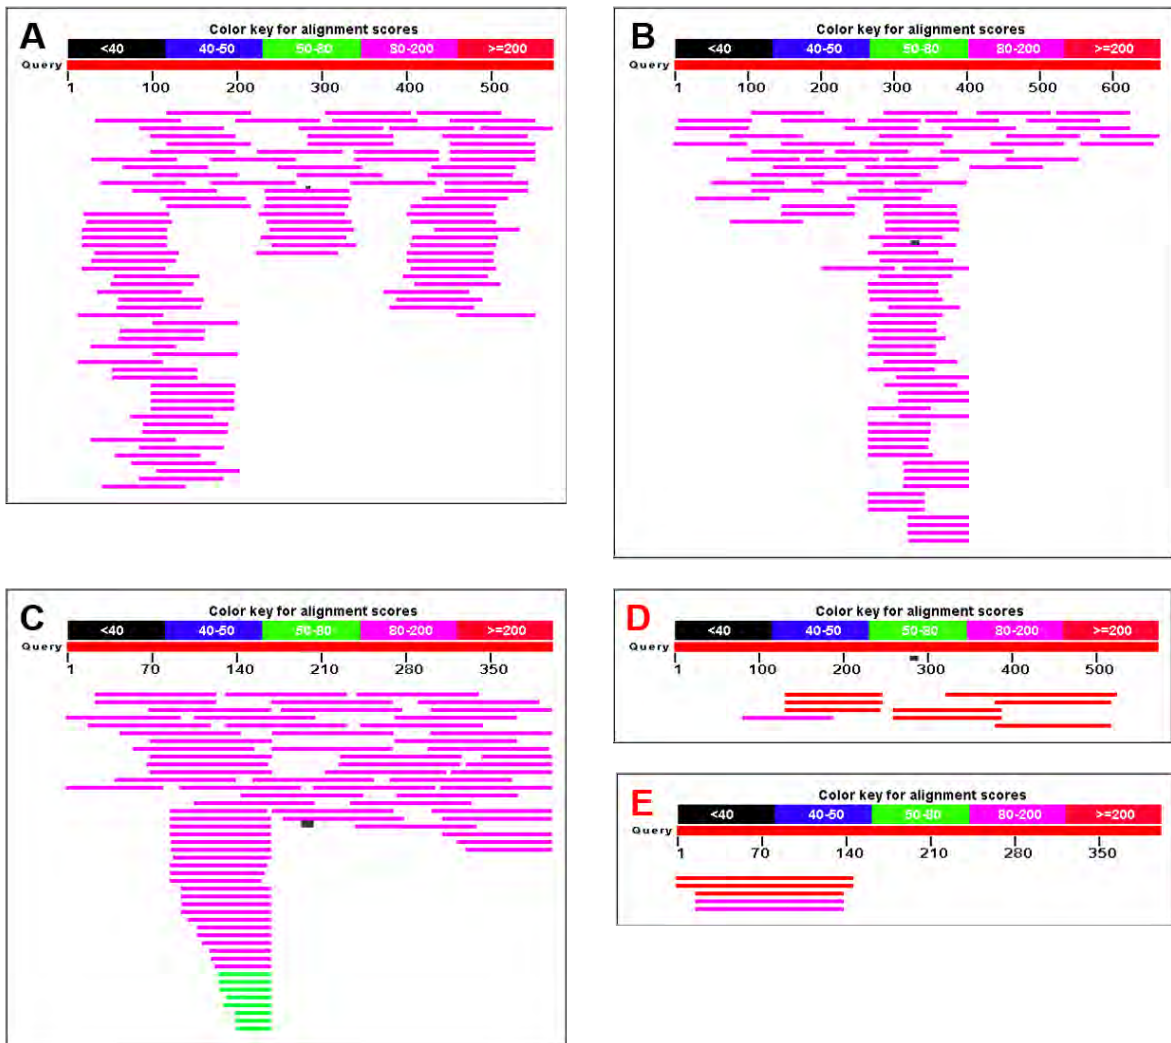 A
Color key for alignment scores
<40 40-50 50-80 80-200 >=200
Query
1 100 200 300 400 500
B
Color key for alignment scores
<40 40-50 50-80 80-200 >=200
Query
1 100 200 300 400 500 600
C
Color key for alignment scores
<40 40-50 50-80 80-200 >=200
Query
1 70 140 210 280 350
D
Color key for alignment scores
<40 40-50 50-80 80-200 >=200
Query
1 100 200 300 400 500
E
Color key for alignment scores
<40 40-50 50-80 80-200 >=200
Query
1 70 140 210 280 350